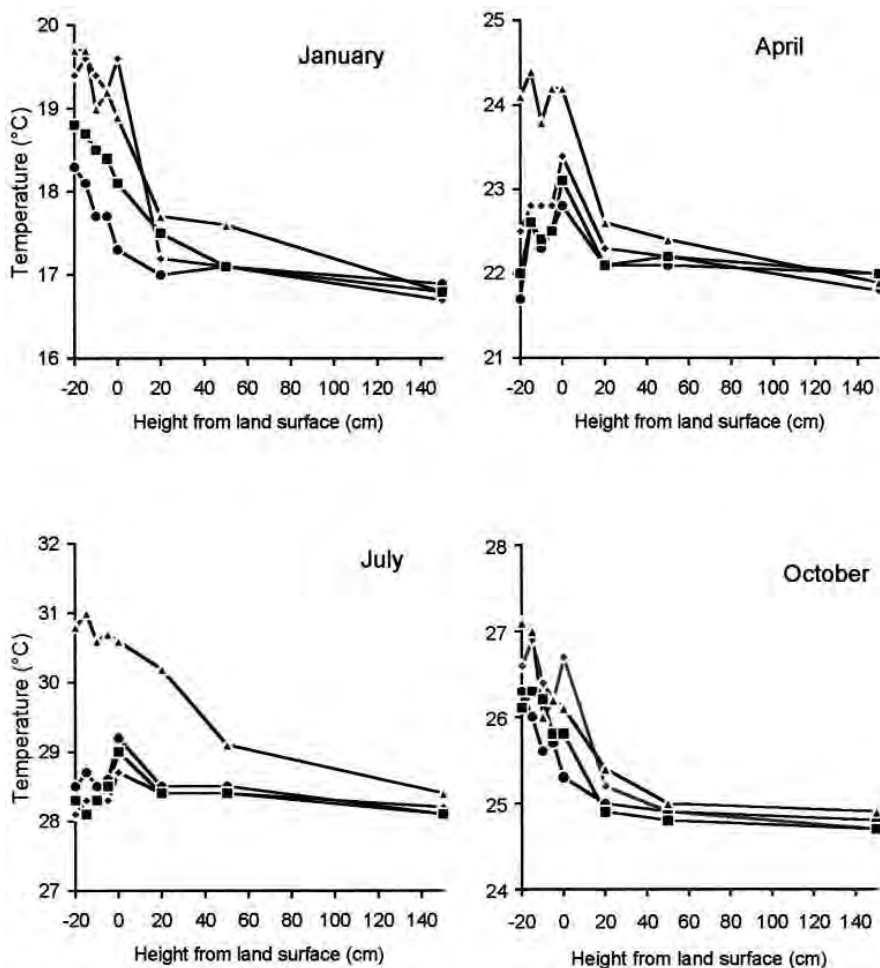 January
Temperature (°C)
20
19
18
17
16
-20 0 20 40 60 80 100 120 140
Height from land surface (cm)
April
25
24
23
22
21
-20 0 20 40 60 80 100 120 140
Height from land surface (cm)
July
Temperature (°C)
32
31
30
29
28
27
-20 0 20 40 60 80 100 120 140
Height from land surface (cm)
October
28
27
26
25
24
-20 0 20 40 60 80 100 120 140
Height from land surface (cm)